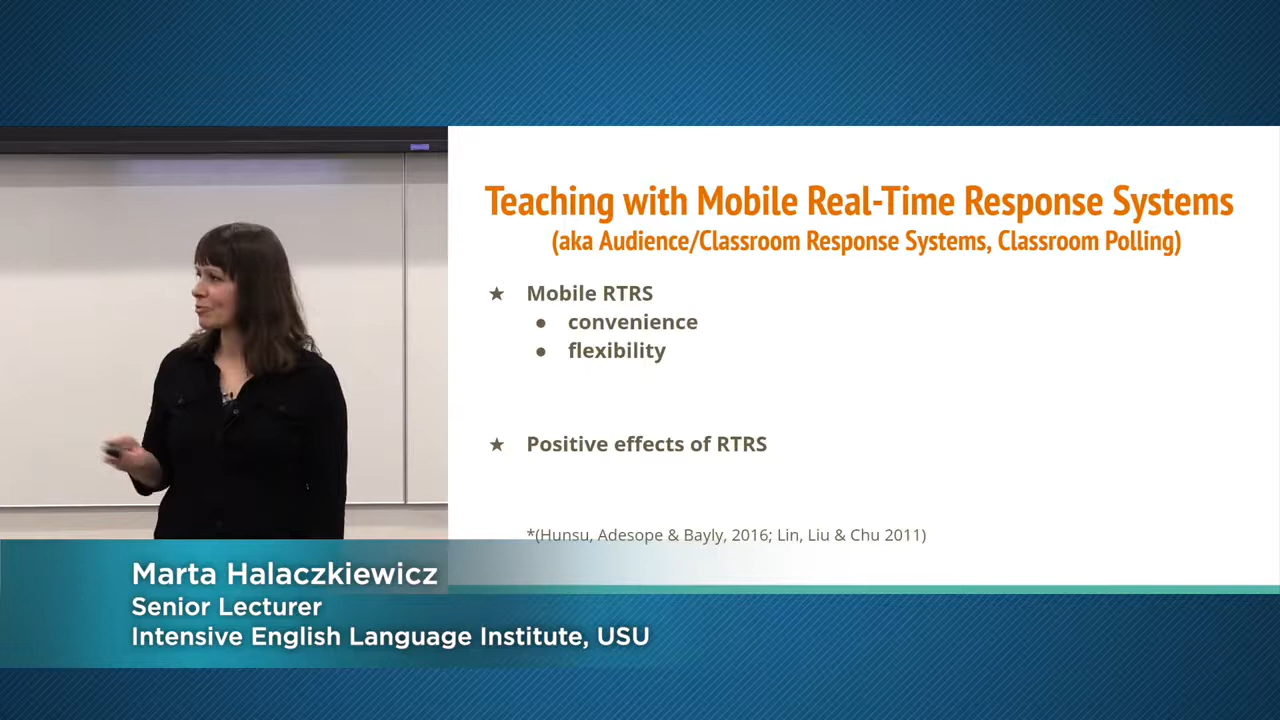 Teaching with Mobile Real-Time Response Systems
(aka Audience/Classroom Response Systems, Classroom Polling)
★ Mobile RTRS
● convenience
● flexibility
★ Positive effects of RTRS
*(Hunsu, Adesope & Bayly, 2016; Lin, Liu & Chu 2011)
Marta Halaczkiewicz
Senior Lecturer
Intensive English Language Institute, USU